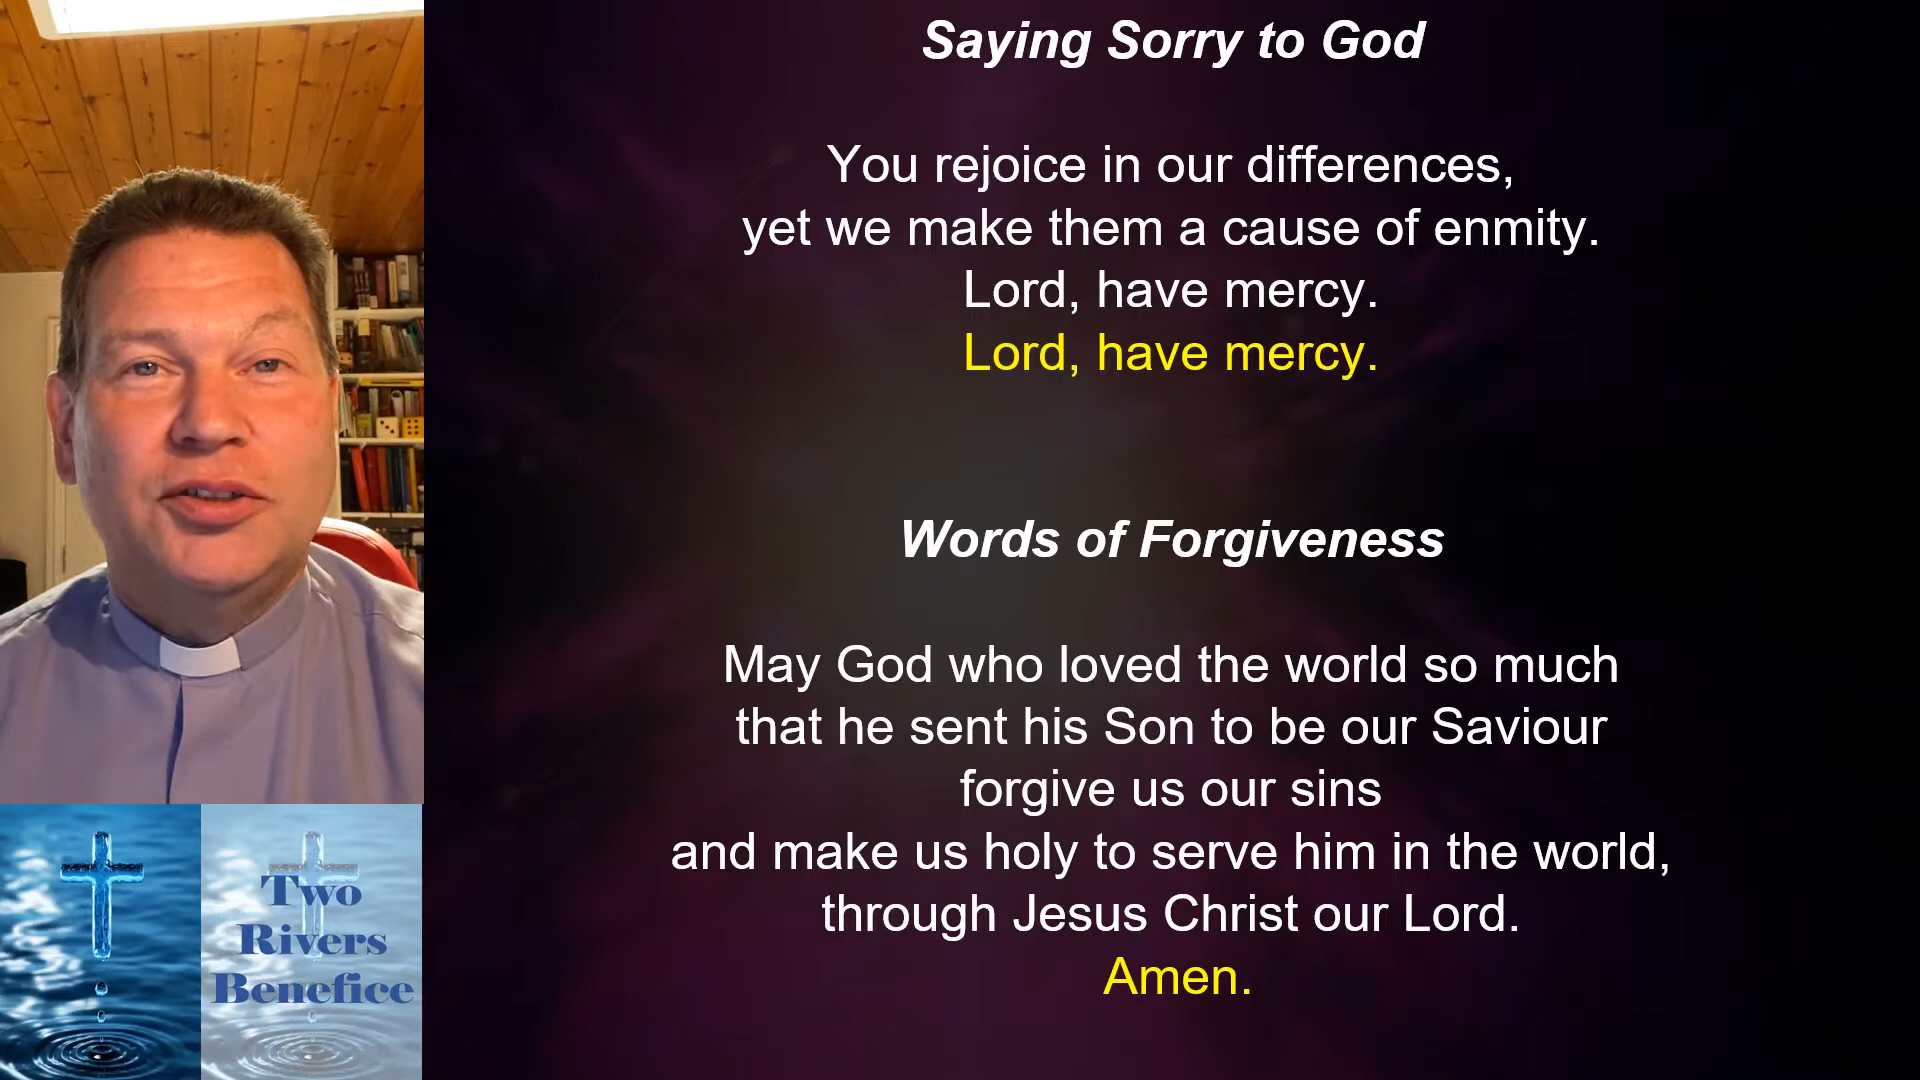 Saying Sorry to God
You rejoice in our differences,
yet we make them a cause of enmity.
Lord, have mercy.
Lord, have mercy.
Words of Forgiveness
May God who loved the world so much
that he sent his Son to be our Saviour
forgive us our sins
and make us holy to serve him in the world,
through Jesus Christ our Lord.
Amen.
Two
Rivers
Benefice